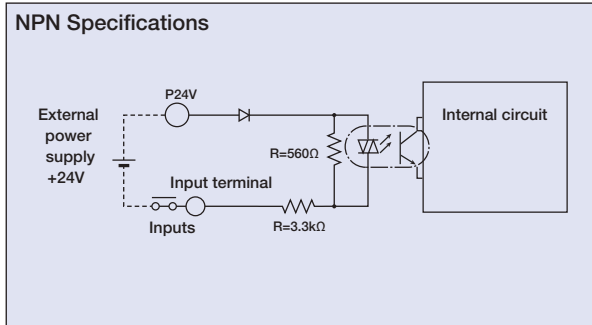 NPN Specifications
P24V
External
power
supply
+24V
Internal circuit
R=560Ω
Input terminal
Inputs
R=3.3kΩ